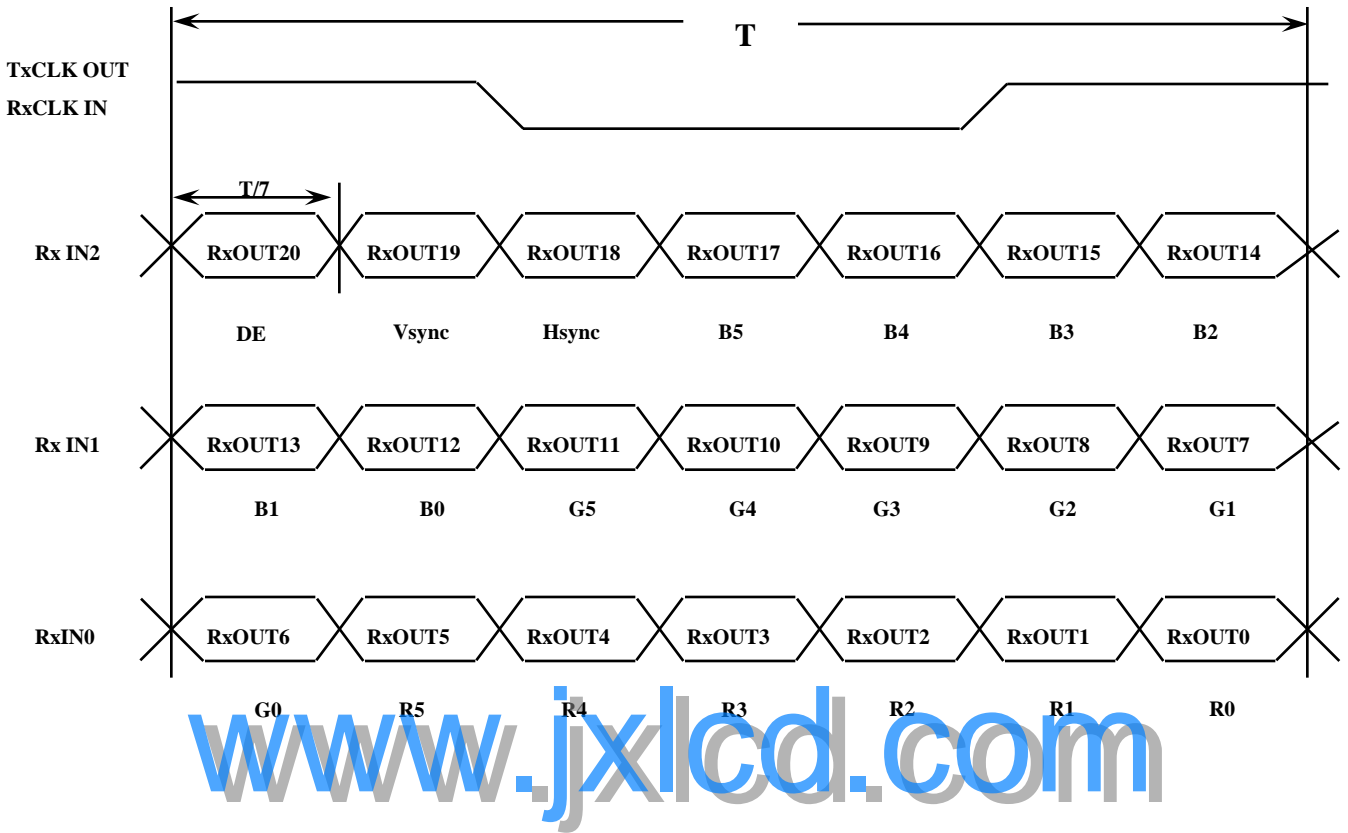 T
TxCLK OUT
RxCLK IN
T/7
Rx IN2 RxOUT20 RxOUT19 RxOUT18 RxOUT17 RxOUT16 RxOUT15 RxOUT14
DE Vsync Hsync B5 B4 B3 B2
Rx IN1 RxOUT13 RxOUT12 RxOUT11 RxOUT10 RxOUT9 RxOUT8 RxOUT7
B1 B0 G5 G4 G3 G2 G1
RxIN0 RxOUT6 RxOUT5 RxOUT4 RxOUT3 RxOUT2 RxOUT1 RxOUT0
G0 R5 R4 R3 R2 R1 R0
www.jxlcd.com